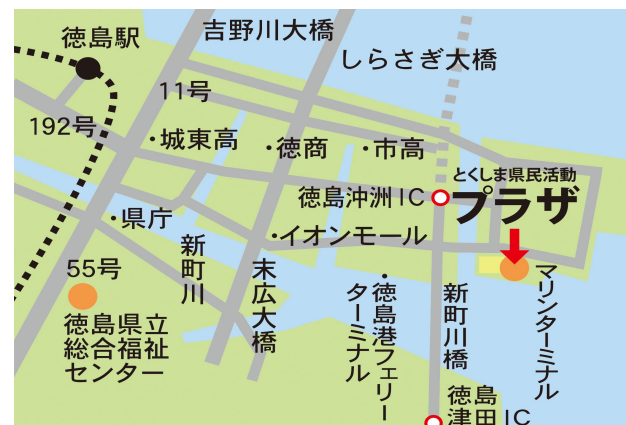 吉野川大橋
徳島駅
しらさぎ大橋
11号
192号
・城東高
・徳商
・市高
とくしま県民活動
プラザ
徳島沖洲IC
・県庁
・イオンモール
新町川
55号
末広大橋
・徳島港フェリー
ターミナル
新町川橋
マリンターミナル
徳島県立
総合福祉
センター
徳島
津田IC